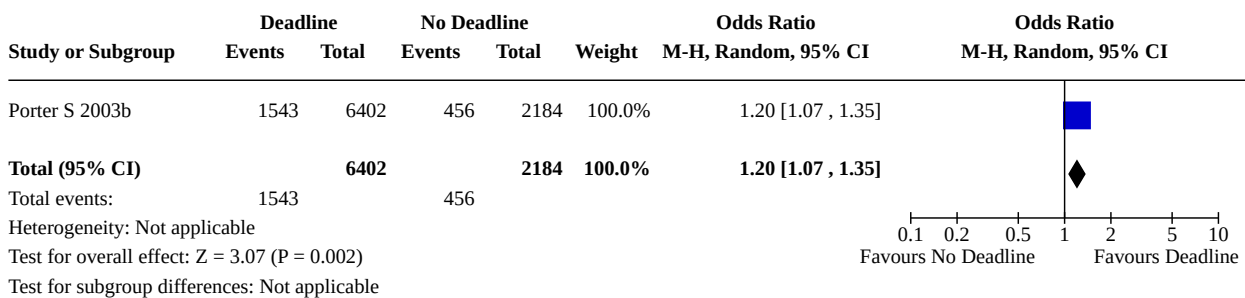 Deadline No Deadline Odds Ratio Odds Ratio
Study or Subgroup Events Total Events Total Weight M-H, Random, 95% CI M-H, Random, 95% CI
Porter S 2003b 1543 6402 456 2184 100.0% 1.20 [1.07 , 1.35]
Total (95% CI) 6402 2184 100.0% 1.20 [1.07 , 1.35]
Total events: 1543 456
Heterogeneity: Not applicable
0.1 0.2 0.5 1 2 5 10
Test for overall effect: Z = 3.07 (P = 0.002) Favours No Deadline Favours Deadline
Test for subgroup differences: Not applicable